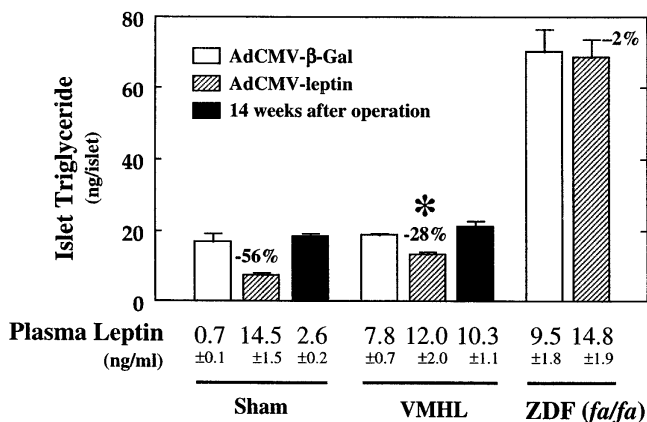 80
60
40
20
0
Islet Triglyceride
(ng/islet)
AdCMV-β-Gal
AdCMV-leptin
14 weeks after operation
-56%
*
-28%
-2%
Plasma Leptin 0.7 14.5 2.6 7.8 12.0 10.3 9.5 14.8
(ng/ml) ±0.1 ±1.5 ±0.2 ±0.7 ±2.0 ±1.1 ±1.8 ±1.9
Sham VMHL ZDF (fa/fa)